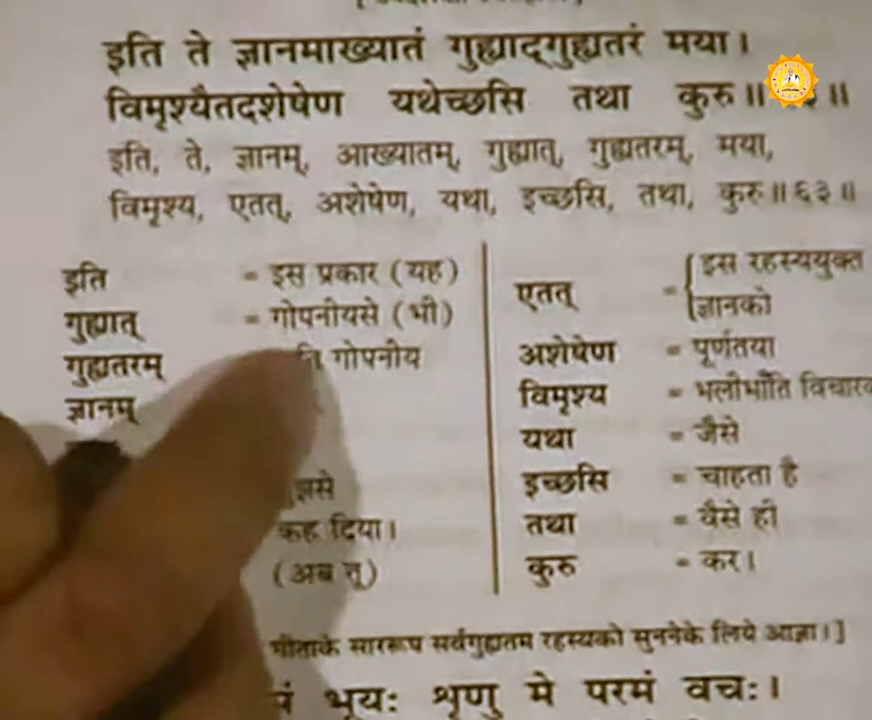 इति ते ज्ञानमाख्यातं गुह्याद्गुह्यतरं मया।
विमृश्यैतदशेषेण यथेच्छसि तथा कुरु॥ ॥
इति, ते, ज्ञानम्, आख्यातम्, गुह्यात्, गुह्यतरम्, मया,
विमृश्य, एतत्, अशेषेण, यथा, इच्छसि, तथा, कुरु॥६३॥
इति = इस प्रकार (यह)
गुह्यात् = गोपनीयसे (भी)
गुह्यतरम् गोपनीय
ज्ञानम्
कह दिया।
(अब तू)
एतत् = { इस रहस्ययुक्त
ज्ञानको
अशेषेण = पूर्णतया
विमृश्य = भलीभाँति
यथा = जैसे
इच्छसि = चाहता है
तथा = वैसे ही
कुरु = कर।
गीताके साररूप सर्वगुह्यतम रहस्यको सुननेके लिये आज्ञा।]
भूयः शृणु मे परमं वचः।